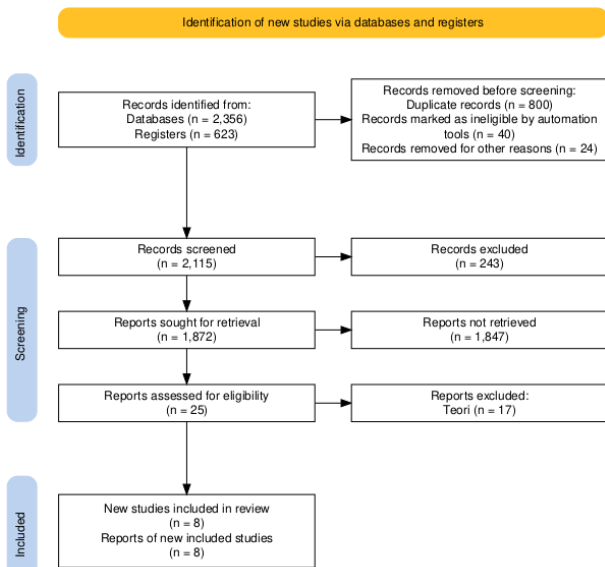 Identification of new studies via databases and registers
Identification
Records identified from:
Databases (n = 2,356)
Registers (n = 623)
Records removed before screening:
Duplicate records (n = 800)
Records marked as ineligible by automation
tools (n = 40)
Records removed for other reasons (n = 24)
Screening
Records screened
(n = 2,115)
Records excluded
(n = 243)
Reports sought for retrieval
(n = 1,872)
Reports not retrieved
(n = 1,847)
Reports assessed for eligibility
(n = 25)
Reports excluded:
Teori (n = 17)
Included
New studies included in review
(n = 8)
Reports of new included studies
(n = 8)